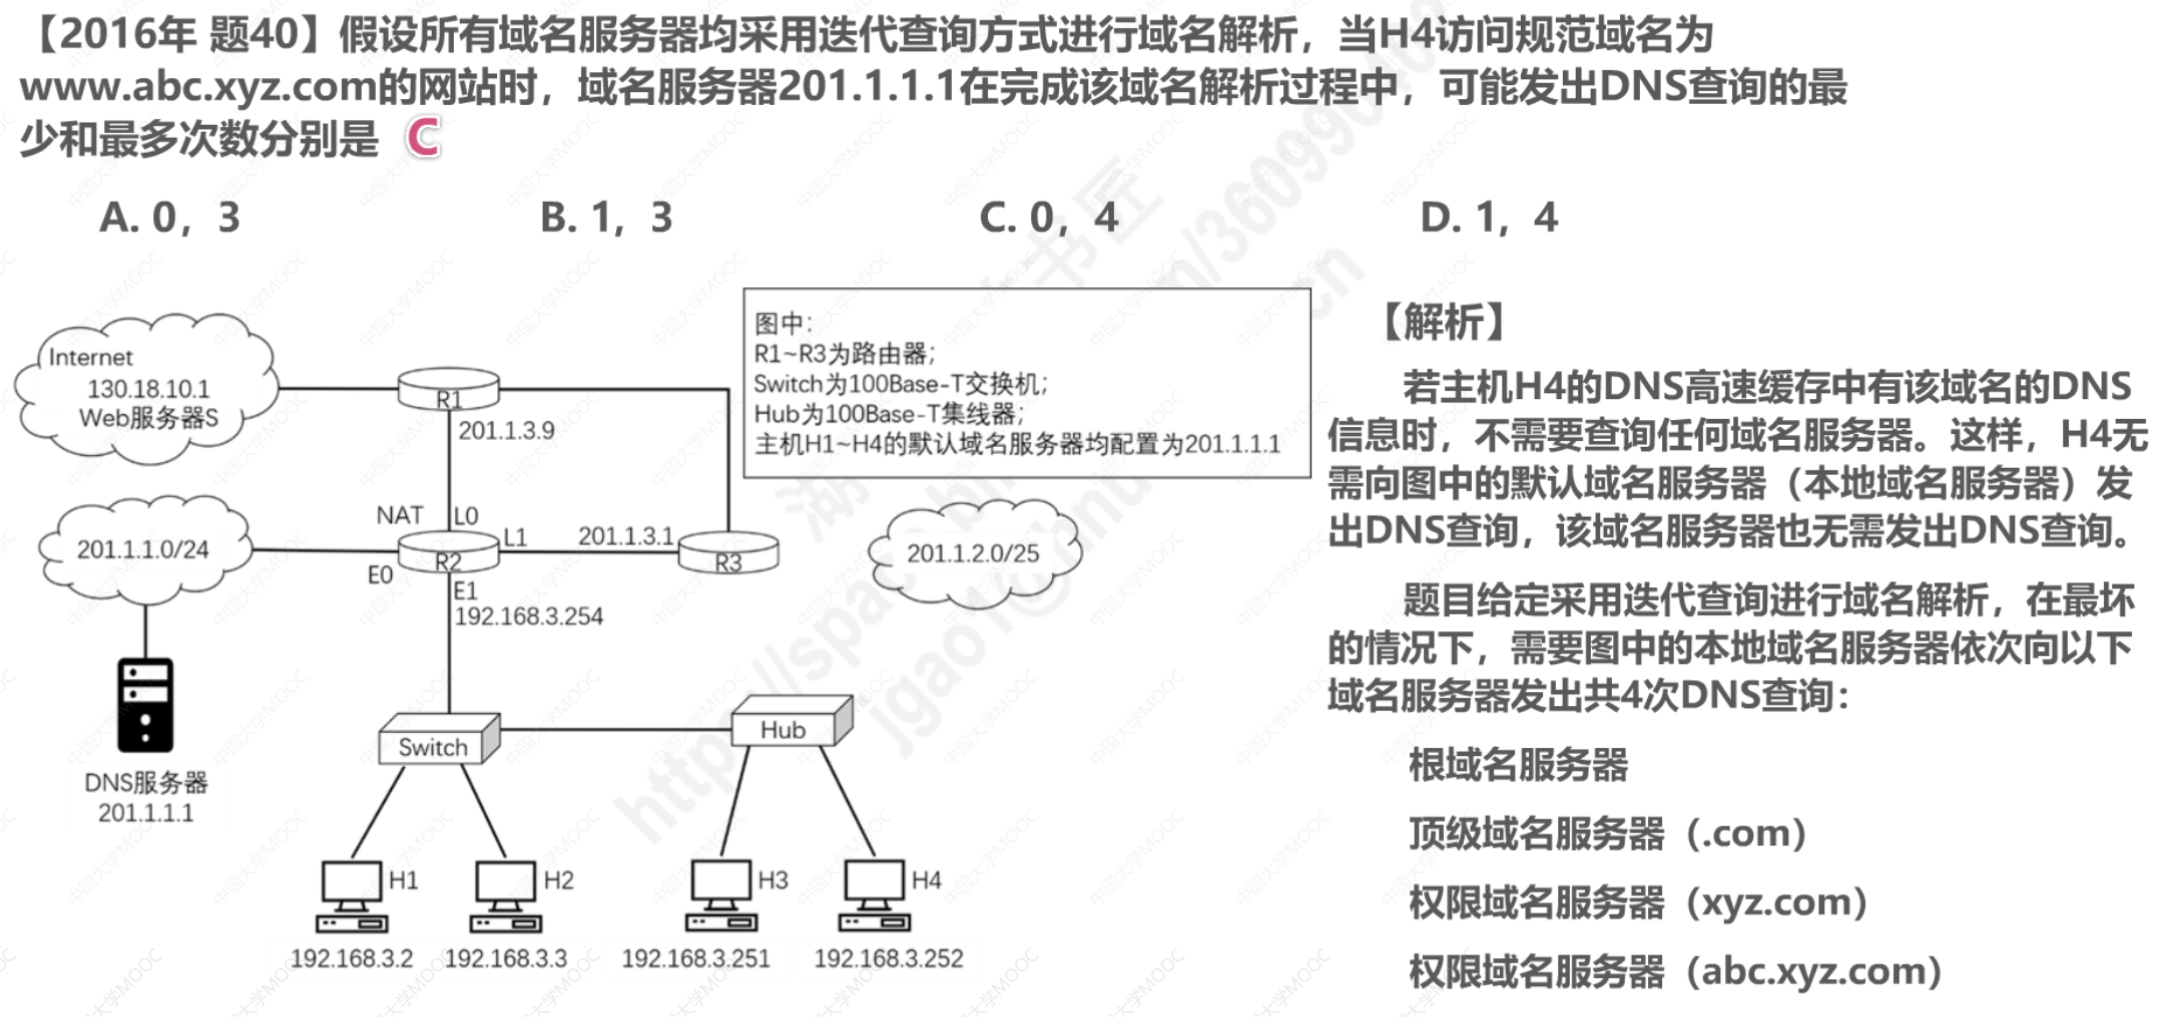 【2016年 题40】假设所有域名服务器均采用迭代查询方式进行域名解析，当H4访问规范域名为
www.abc.xyz.com的网站时，域名服务器201.1.1.1在完成该域名解析过程中，可能发出DNS查询的最
少和最多次数分别是 C
A. 0，3 B. 1，3 C. 0，4 D. 1，4
图中：
R1~R3为路由器；
Switch为100Base-T交换机；
Hub为100Base-T集线器；
主机H1~H4的默认域名服务器均配置为201.1.1.1
Internet
130.18.10.1
Web服务器S
R1
201.1.3.9
NAT L0
201.1.1.0/24
R2
L1
201.1.3.1
R3
201.1.2.0/25
E0
E1
192.168.3.254
Switch
Hub
DNS服务器
201.1.1.1
H1
H2
H3
H4
192.168.3.2
192.168.3.3
192.168.3.251
192.168.3.252
【解析】
若主机H4的DNS高速缓存中有该域名的DNS
信息时，不需要查询任何域名服务器。这样，H4无
需向图中的默认域名服务器（本地域名服务器）发
出DNS查询，该域名服务器也无需发出DNS查询。
题目给定采用迭代查询进行域名解析，在最坏
的情况下，需要图中的本地域名服务器依次向以下
域名服务器发出共4次DNS查询：
根域名服务器
顶级域名服务器（.com）
权限域名服务器（xyz.com）
权限域名服务器（abc.xyz.com）
中国大学MOOC